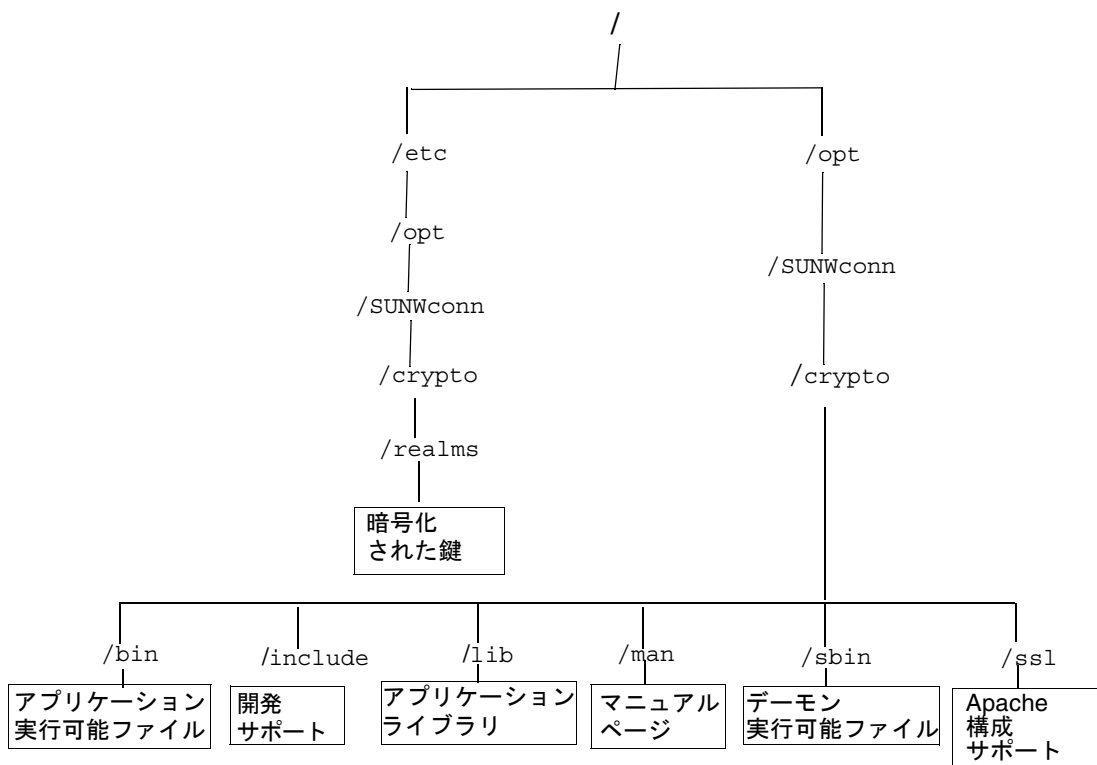 /
/etc
/opt
/opt
/SUNWconn
/SUNWconn
/crypto
/crypto
/realms
暗号化
された鍵
/bin
/include
/lib
/man
/sbin
/ssl
アプリケーション
実行可能ファイル
開発
サポート
アプリケーション
ライブラリ
マニュアル
ページ
デーモン
実行可能ファイル
Apache
構成
サポート